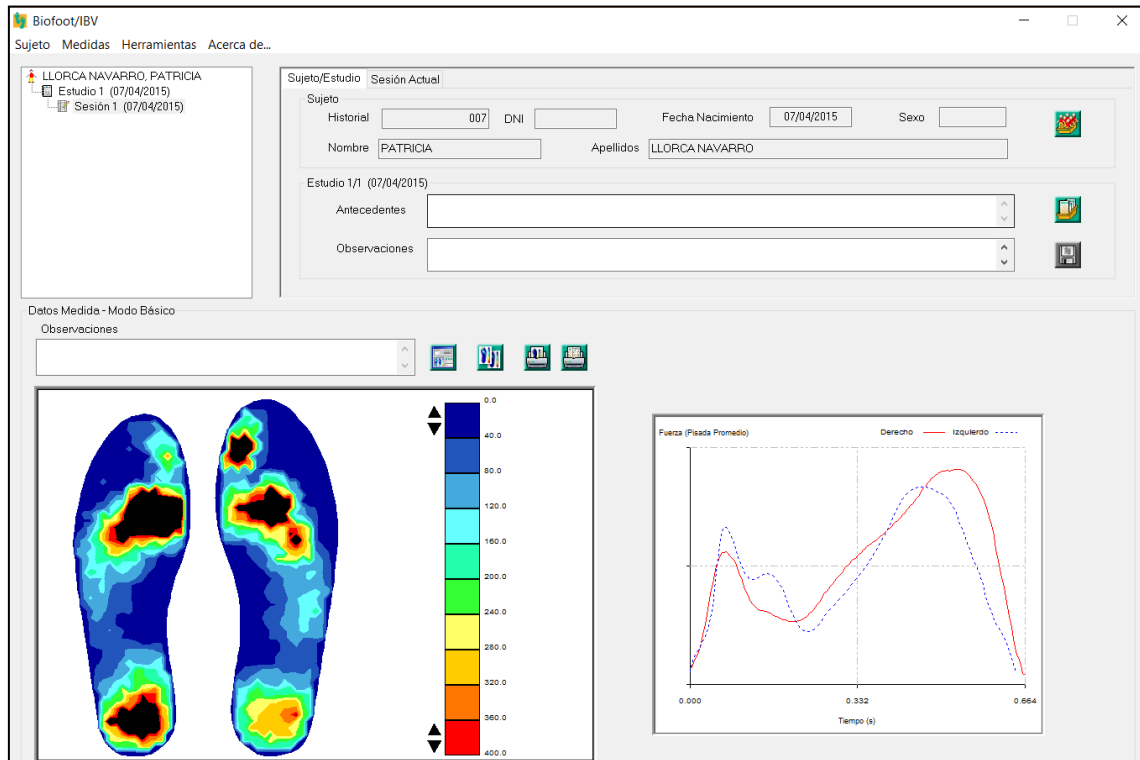 Biofoot/IBV
Sujeto Medidas Herramientas Acerca de...
LLORCA NAVARRO, PATRICIA
Estudio 1 (07/04/2015)
Sesión 1 (07/04/2015)
Sujeto/Estudio Sesión Actual
Sujeto
Historial 007 DNI Fecha Nacimiento 07/04/2015 Sexo
Nombre PATRICIA Apellidos LLORCA NAVARRO
Estudio 1/1 (07/04/2015)
Antecedentes
Observaciones
Datos Medida - Modo Básico
Observaciones
0.0
40.0
80.0
120.0
160.0
200.0
240.0
280.0
320.0
360.0
400.0
Fuerza (Pisada Promedio) Derecho Izquierdo
0.000 0.332 0.664
Tiempo (s)